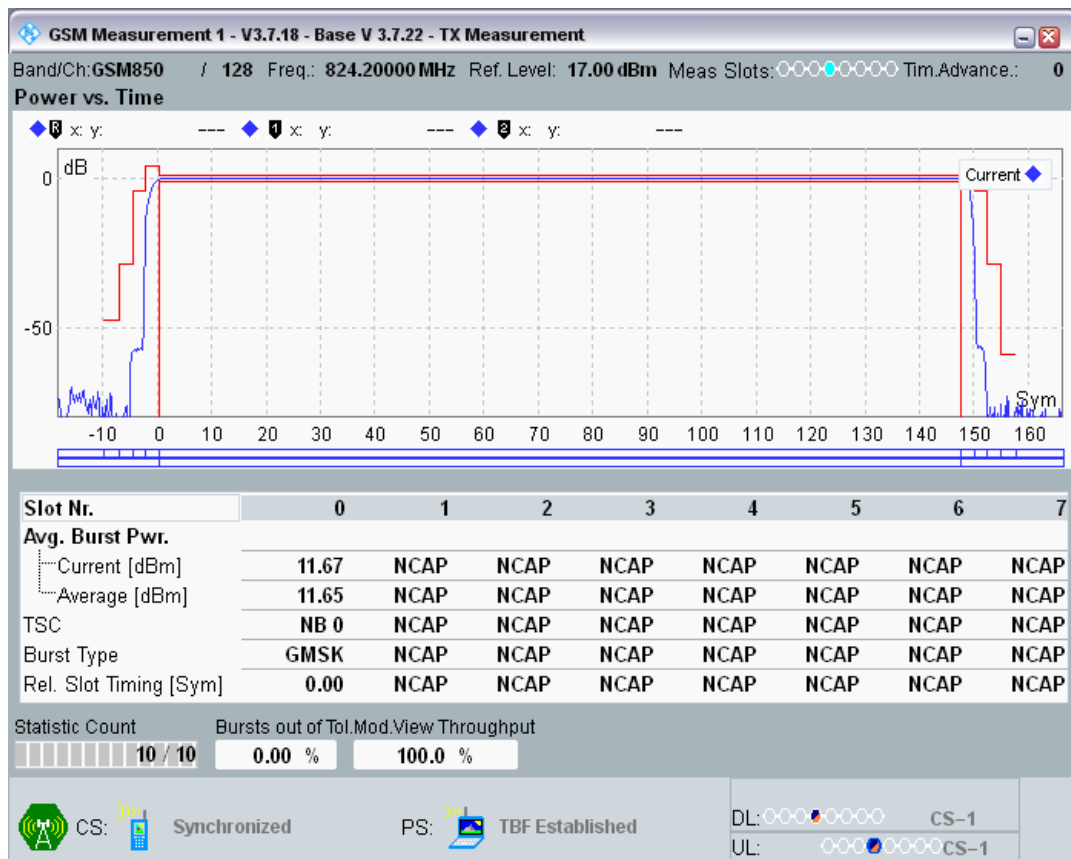 GSM Measurement 1 - V3.7.18 - Base V 3.7.22 - TX Measurement
Band/Ch:GSM850 / 128 Freq.: 824.20000 MHz Ref. Level: 17.00 dBm Meas Slots: Tim.Advance.: 0
Power vs. Time
R x: y: --- 1 x: y: --- 2 x: y: ---
dB
Current
0
-50
Sym
-10 0 10 20 30 40 50 60 70 80 90 100 110 120 130 140 150 160
Slot Nr. 0 1 2 3 4 5 6 7
Avg. Burst Pwr.
Current [dBm] 11.67 NCAP NCAP NCAP NCAP NCAP NCAP NCAP
Average [dBm] 11.65 NCAP NCAP NCAP NCAP NCAP NCAP NCAP
TSC NB 0 NCAP NCAP NCAP NCAP NCAP NCAP NCAP
Burst Type GMSK NCAP NCAP NCAP NCAP NCAP NCAP NCAP
Rel. Slot Timing [Sym] 0.00 NCAP NCAP NCAP NCAP NCAP NCAP NCAP
Statistic Count Bursts out of Tol.Mod.View Throughput
10 / 10 0.00 % 100.0 %
CS: Synchronized PS: TBF Established
DL: CS-1
UL: CS-1